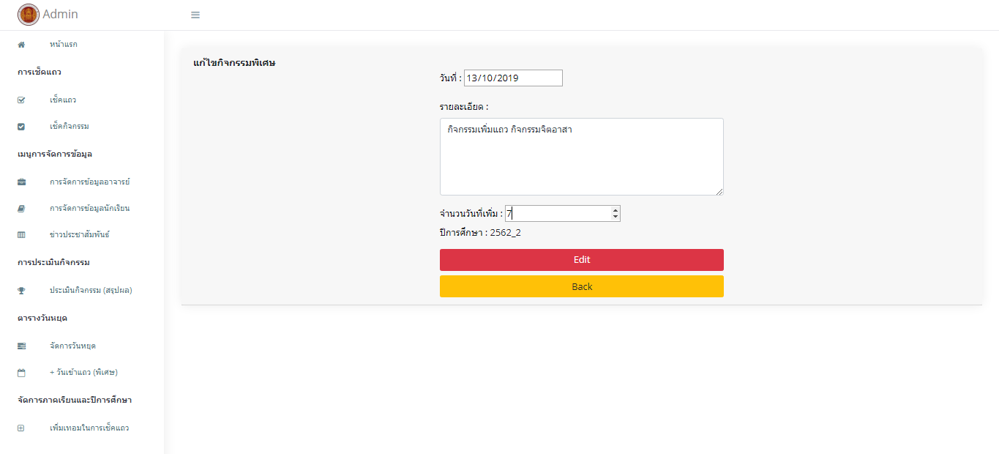 Admin
หน้าแรก
การเช็คแถว
เช็คแถว
เช็คกิจกรรม
เมนูการจัดการข้อมูล
การจัดการข้อมูลอาจารย์
การจัดการข้อมูลนักเรียน
ข่าวประชาสัมพันธ์
การประเมินกิจกรรม
ประเมินกิจกรรม (สรุปผล)
ตารางวันหยุด
จัดการวันหยุด
+ วันเข้าแถว (พิเศษ)
จัดการภาคเรียนและปีการศึกษา
เพิ่มเทอมในการเช็คแถว
แก้ไขกิจกรรมพิเศษ
วันที่ : 13/10/2019
รายละเอียด :
กิจกรรมเพิ่มแถว กิจกรรมจิตอาสา
จำนวนวันที่เพิ่ม : 7
ปีการศึกษา : 2562_2
Edit
Back